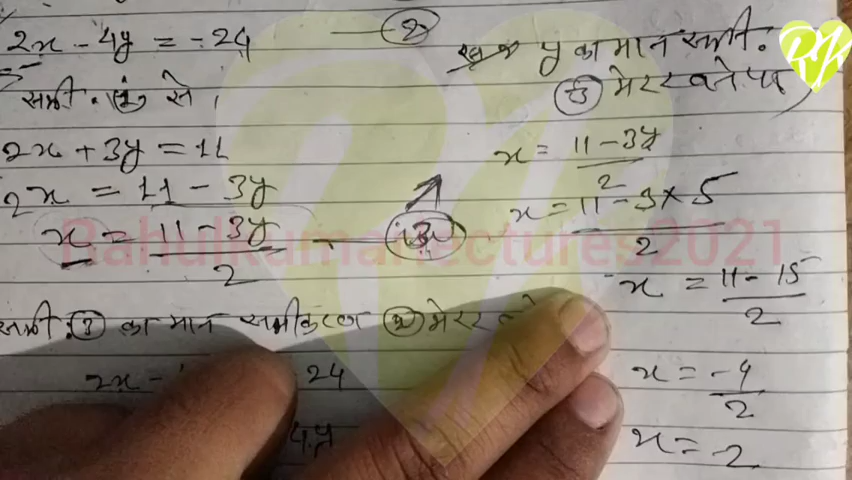 2x - 4y = -24 — ②
समी. ① से,
2x + 3y = 11
2x = 11 - 3y
x = 11 - 3y / 2 — ③
समी. ③ का मान समीकरण ② मे रखने
2x - 24
4y
y का मान समी.
③ मे रखने पर,
x = 11 - 3y / 2
x = 11 - 3 × 5 / 2
x = 11 - 15 / 2
x = -4 / 2
x = -2
RK
Rahulkumarlectures2021